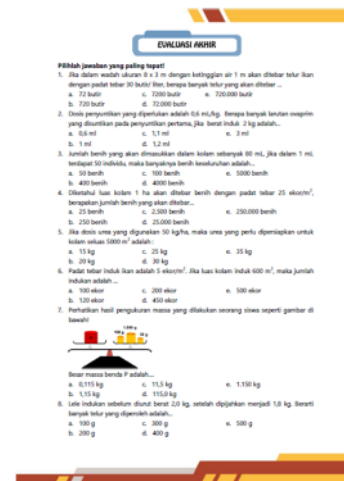 EVALUASI AKHIR
Pilihlah jawaban yang paling tepat!
1. Jika dalam wadah ukuran 8 x 3 m dengan ketinggian air 1 m akan ditebar telur ikan
dengan padat tebar 30 butir/ liter, berapa banyak telur yang akan ditebar ...
a. 72 butir c. 7200 butir e. 720.000 butir
b. 720 butir d. 72.000 butir
2. Dosis penyuntikan yang diperlukan adalah 0,6 mL/kg. Berapa banyak larutan ovaprim
yang disuntikan pada penyuntikan pertama, jika berat induk 2 kg adalah...
a. 0,6 ml c. 1,1 ml e. 3 ml
b. 1 ml d. 1,2 ml
3. Jumlah benih yang akan dimasukkan dalam kolam sebanyak 80 mL, jika dalam 1 mL
terdapat 50 individu, maka banyaknya benih keseluruhan adalah...
a. 50 benih c. 100 benih e. 5000 benih
b. 400 benih d. 4000 benih
4. Diketahui luas kolam 1 ha akan ditebar benih dengan padat tebar 25 ekor/m²,
berapakan jumlah benih yang akan ditebar...
a. 25 benih c. 2.500 benih e. 250.000 benih
b. 250 benih d. 25.000 benih
5. Jika dosis urea yang digunakan 50 kg/ha, maka urea yang perlu dipersiapkan untuk
kolam seluas 5000 m² adalah :
a. 15 kg c. 25 kg e. 35 kg
b. 20 kg d. 30 kg
6. Padat tebar induk ikan adalah 5 ekor/m². Jika luas kolam induk 600 m², maka jumlah
indukan adalah ...
a. 100 ekor c. 200 ekor e. 500 ekor
b. 120 ekor d. 450 ekor
7. Perhatikan hasil pengukuran massa yang dilakukan seorang siswa seperti gambar di
bawah!
Besar massa benda P adalah...
a. 0,115 kg c. 11,5 kg e. 1.150 kg
b. 1,15 kg d. 115,0 kg
8. Lele indukan sebelum diurut berat 2,0 kg, setelah dipijahkan menjadi 1,8 kg. Berarti
banyak telur yang diperoleh adalah...
a. 100 g c. 300 g e. 500 g
b. 200 g d. 400 g